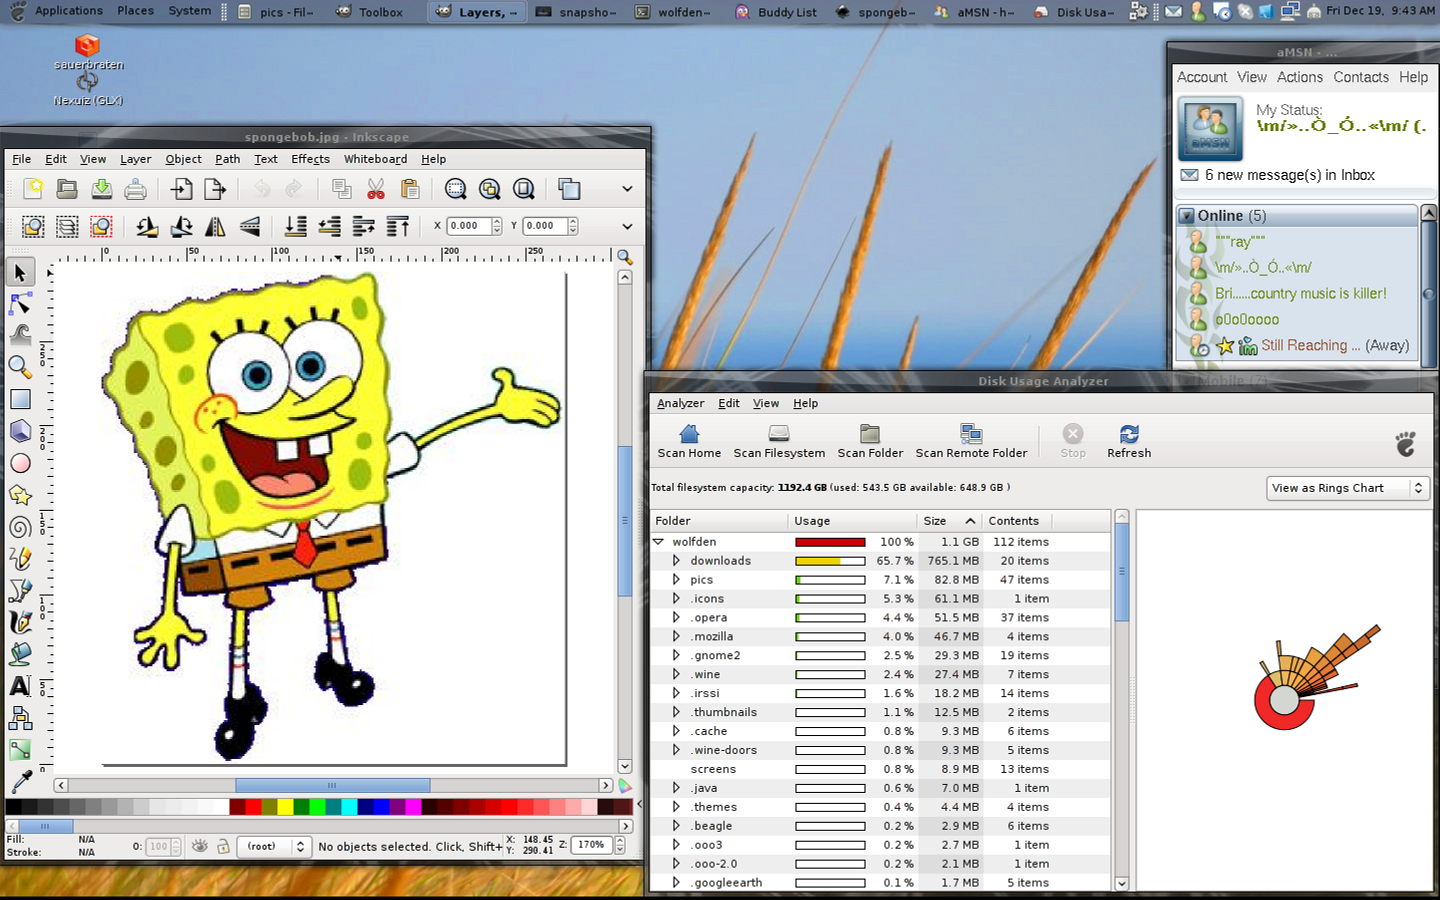 Applications Places System pics - Fil- Toolbox Layers, ,- snapsho- wolfden- Buddy List spongeb- aMSN - h- Disk Usa- Fri Dec 19, 9:43 AM
sauerbraten
Nexuiz (GLX)
aMSN - ...
Account View Actions Contacts Help
My Status:
\m/»..Ò_Ó..«\m/ (.
aMSN
6 new message(s) in Inbox
Online (5)
"""ray"""
\m/»..Ò_Ó..«\m/
Bri......country music is killer!
o0o0oooo
im Still Reaching ... (Away)
spongebob.jpg - Inkscape
File Edit View Layer Object Path Text Effects Whiteboard Help
X 0.000 Y 0.000
0 50 100 150 200 250
250
200
150
100
50
0
Fill: N/A
Stroke: N/A
O: 100 (root) No objects selected. Click, Shift+ X: 148.45 Y: 290.41 Z: 170%
Disk Usage Analyzer
Analyzer Edit View Help
Scan Home Scan Filesystem Scan Folder Scan Remote Folder Stop Refresh
Total filesystem capacity: 1192.4 GB (used: 543.5 GB available: 648.9 GB )
View as Rings Chart
Folder Usage Size Contents
wolfden 100 % 1.1 GB 112 items
downloads 65.7 % 765.1 MB 20 items
pics 7.1 % 82.8 MB 47 items
.icons 5.3 % 61.1 MB 1 item
.opera 4.4 % 51.5 MB 37 items
.mozilla 4.0 % 46.7 MB 4 items
.gnome2 2.5 % 29.3 MB 19 items
.wine 2.4 % 27.4 MB 7 items
.irssi 1.6 % 18.2 MB 14 items
.thumbnails 1.1 % 12.5 MB 2 items
.cache 0.8 % 9.3 MB 6 items
.wine-doors 0.8 % 9.3 MB 5 items
screens 0.8 % 8.9 MB 13 items
.java 0.6 % 7.0 MB 1 item
.themes 0.4 % 4.4 MB 4 items
.beagle 0.2 % 2.9 MB 6 items
.ooo3 0.2 % 2.7 MB 1 item
.ooo-2.0 0.2 % 2.1 MB 1 item
.googleearth 0.1 % 1.7 MB 5 items